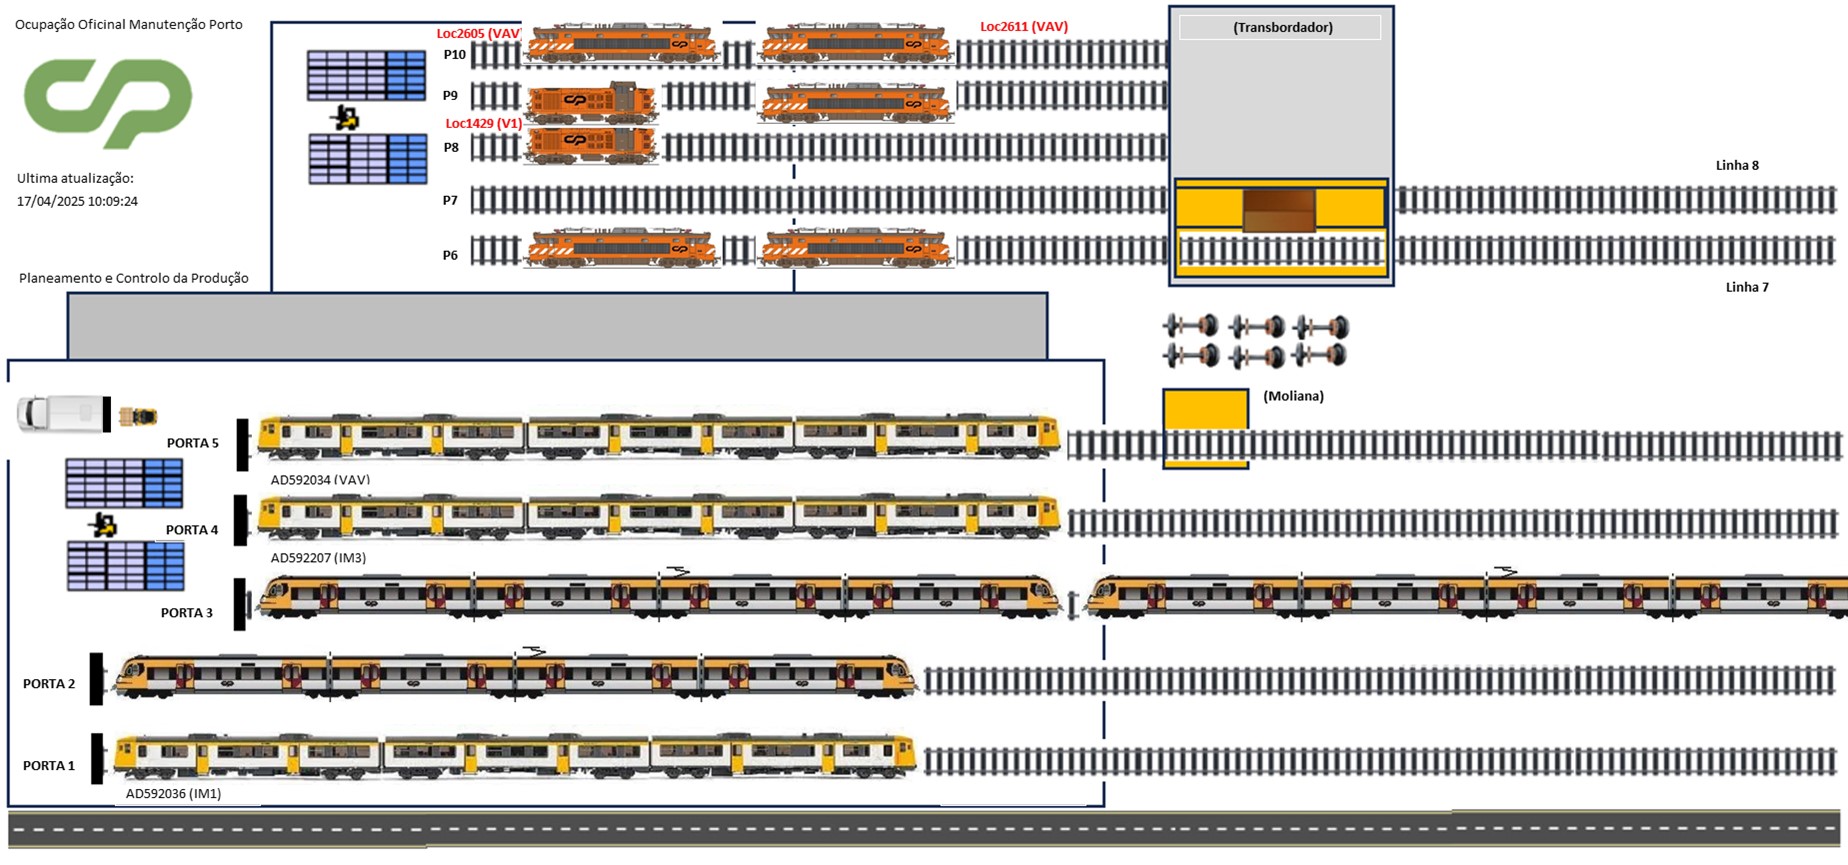 Ocupação Oficinal Manutenção Porto
Ultima atualização:
17/04/2025 10:09:24
Planeamento e Controlo da Produção
Loc2605 (VAV)
Loc2611 (VAV)
P10
P9
Loc1429 (V1)
P8
P7
P6
(Transbordador)
Linha 8
Linha 7
(Moliana)
PORTA 5
AD592034 (VAV)
PORTA 4
AD592207 (IM3)
PORTA 3
PORTA 2
PORTA 1
AD592036 (IM1)